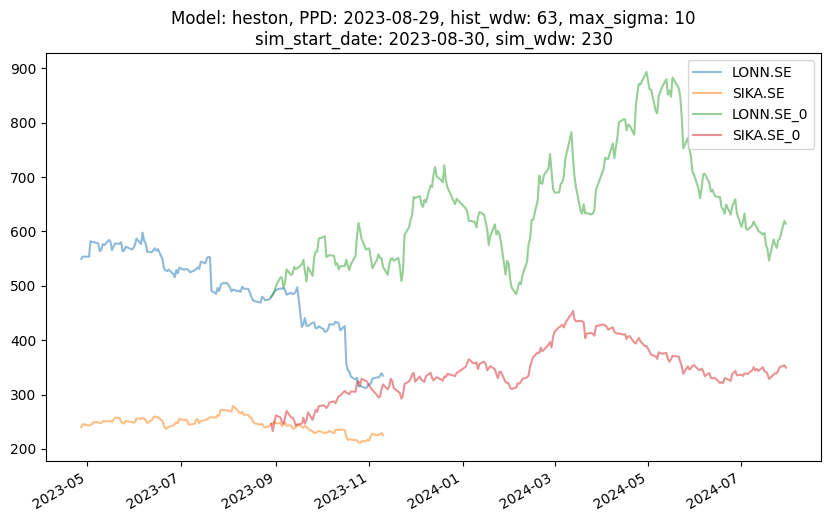 Model: heston, PPD: 2023-08-29, hist_wdw: 63, max_sigma: 10
sim_start_date: 2023-08-30, sim_wdw: 230
LONN.SE
SIKA.SE
LONN.SE_0
SIKA.SE_0
900
800
700
600
500
400
300
200
2023-05
2023-07
2023-09
2023-11
2024-01
2024-03
2024-05
2024-07